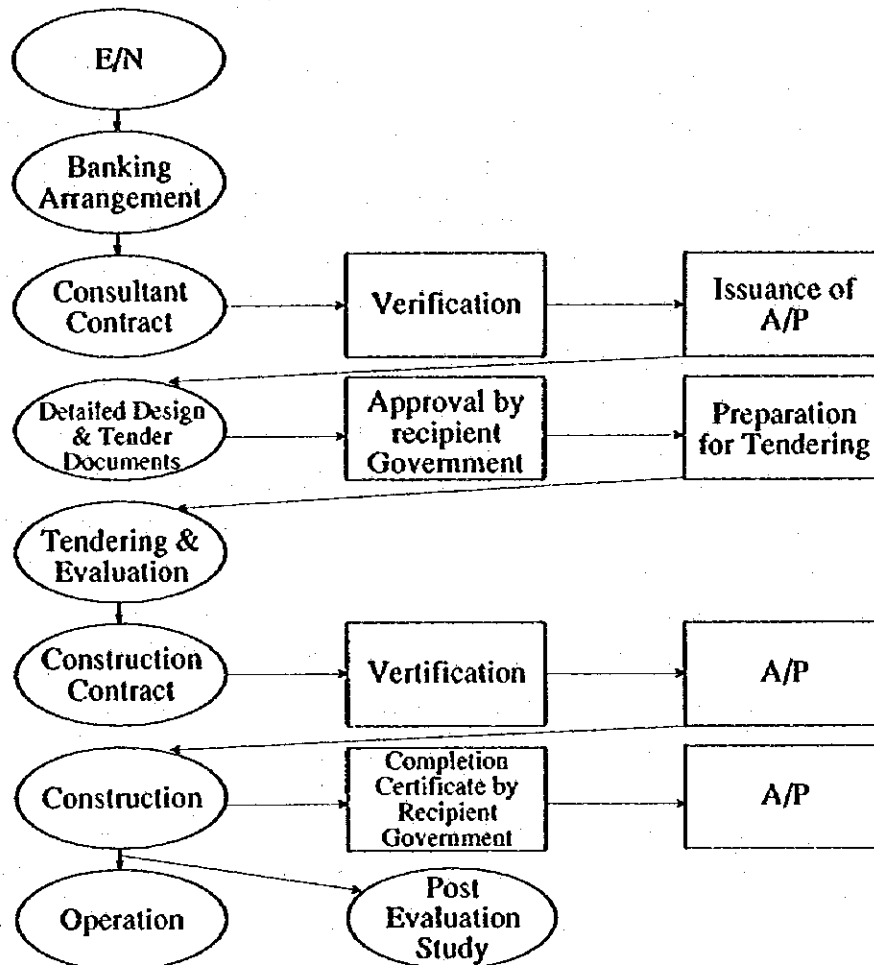 E/N
Banking
Arrangement
Consultant
Contract
Verification
Issuance of
A/P
Detailed Design
& Tender
Documents
Approval by
recipient
Government
Preparation
for Tendering
Tendering &
Evaluation
Construction
Contract
Vertification
A/P
Construction
Completion
Certificate by
Recipient
Government
A/P
Operation
Post
Evaluation
Study